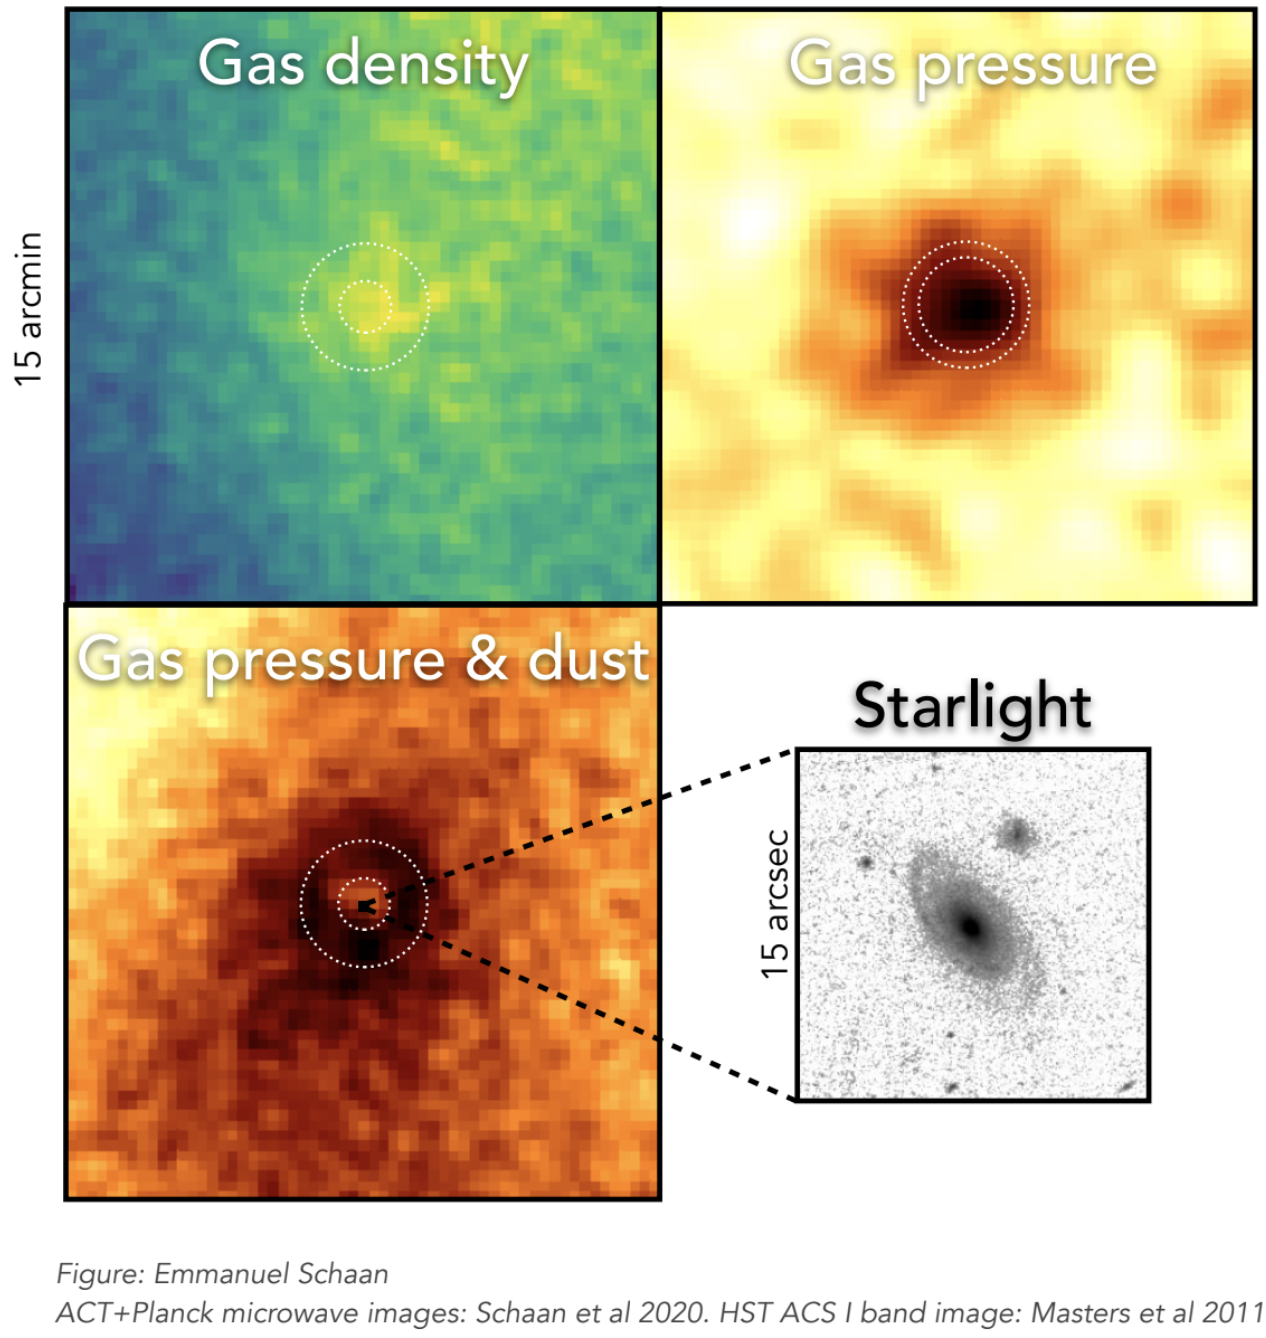 Gas density
Gas pressure
15 arcmin
Gas pressure & dust
Starlight
15 arcsec
Figure: Emmanuel Schaan
ACT+Planck microwave images: Schaan et al 2020. HST ACS I band image: Masters et al 2011